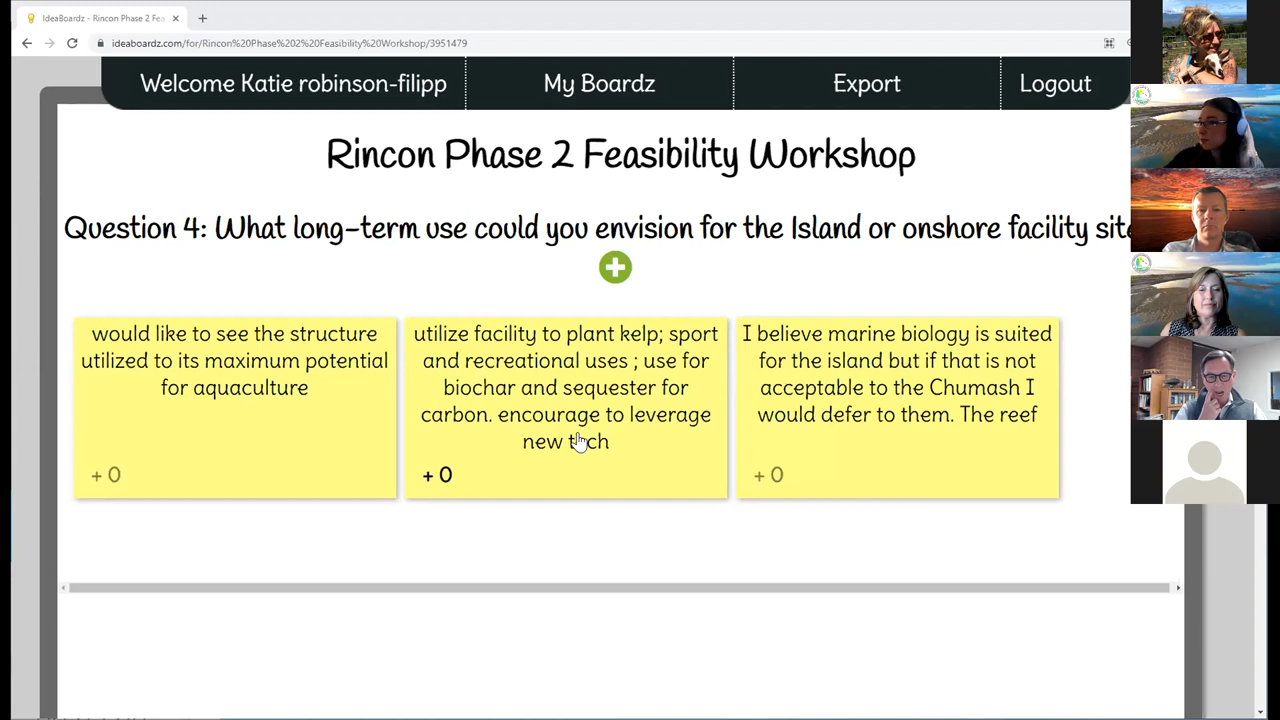 IdeaBoardz - Rincon Phase 2 Fea
ideaboardz.com/for/Rincon%20Phase%202%20Feasibility%20Workshop/3951479
Welcome Katie robinson-filipp
My Boardz
Export
Logout
Rincon Phase 2 Feasibility Workshop
Question 4: What long-term use could you envision for the Island or onshore facility site
would like to see the structure
utilized to its maximum potential
for aquaculture
+ 0
utilize facility to plant kelp; sport
and recreational uses ; use for
biochar and sequester for
carbon. encourage to leverage
new tech
+ 0
I believe marine biology is suited
for the island but if that is not
acceptable to the Chumash I
would defer to them. The reef
+ 0